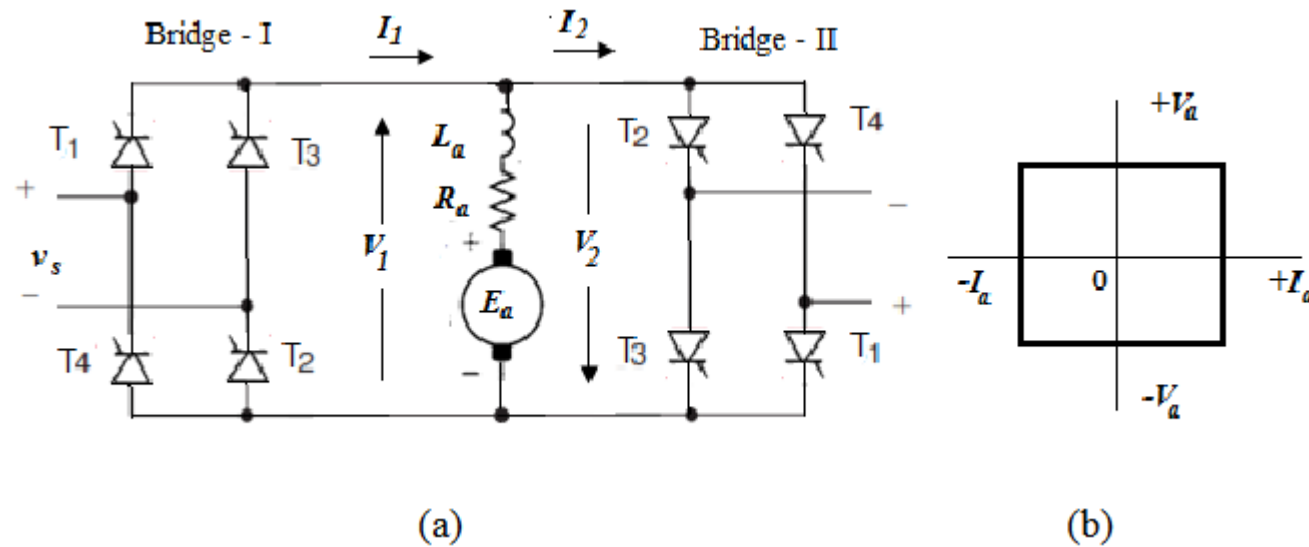 Bridge - I
I1
I2
Bridge - II
T1
T3
T2
T4
+
vs
−
T4
T2
V1
La
Ra
+
Ea
−
V2
T3
T1
−
+
+Va
-Ia
0
+Ia
-Va
(a)
(b)